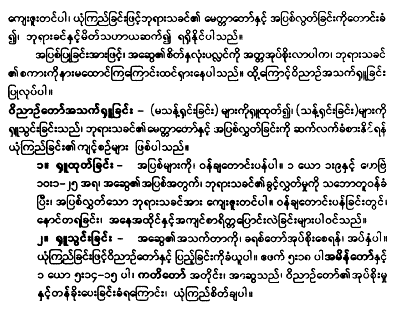 ကျေးဇူးတင်ပါ၊ ယုံကြည်ခြင်းဖြင့်ဘုရားသခင်၏ မေတ္တာတော်နှင့် အပြစ်လွှတ်ခြင်းကိုတောင်းခံ
၍၊ ဘုရားခင်နှင့်မိတ်သဟာယဆက်၍ ရရှိနိုင်ပါသည်။
အပြစ်ပြုခြင်းအားဖြင့်၊ အဆွေ၏စိတ်နှလုံးပလ္လင်ကို အတ္တအုပ်စိုးလာပါက၊ ဘုရားသခင်
၏စကားကိုနားမထောင်ကြကြောင်းထင်ရှားနေပါသည်။ ထို့ကြောင့်ဝိညာဉ်အသက်ရှူခြင်း
ပြုလုပ်ပါ။
ဝိညာဉ်တော်အသက်ရှူခြင်း – (မသန့်ရှင်းခြင်း) များကိုရှူထုတ်၍၊ (သန့်ရှင်းခြင်း)များကို
ရှူသွင်းခြင်းသည်၊ ဘုရားသခင်၏မေတ္တာတော်နှင့် အပြစ်လွှတ်ခြင်းကို ဆက်လက်ခံစားနိုင်ရန်
ယုံကြည်ခြင်း၏ကျင့်စဉ်များ ဖြစ်ပါသည်။
၁။ ရှူထုတ်ခြင်း – အပြစ်များကို၊ ဝန်ချတောင်းပန်ပါ။ ၁ ယော ၁း၉နှင့် ဟေဗြဲ
၁၀း၁–၂၅ အရ၊ အဆွေ၏အပြစ်အတွက်၊ ဘုရားသခင်၏ခွင့်လွှတ်မှုကို သဘောတူဝန်ခံ
ပြီး၊ အပြစ်လွှတ်သော ဘုရားသခင်အား ကျေးဇူးတင်ပါ။ ဝန်ချတောင်းပန်ခြင်းတွင်၊
နောင်တရခြင်း၊ အနေအထိုင်နှင့်အကျင့်စာရိတ္တပြောင်းလဲခြင်းများပါဝင်သည်။
၂။ ရှူသွင်းခြင်း – အဆွေ၏အသက်တာကို၊ ခရစ်တော်အုပ်စိုးစေရန်၊ အပ်နှံပါ။
ယုံကြည်ခြင်းဖြင့်ဝိညာဉ်တော်နှင့် ပြည့်ခြင်းကိုခံယူပါ။ ဧဖက် ၅း၁၈ ပါအမိန်တော်နှင့်
၁ ယော ၅း၁၄–၁၅ ပါ၊ ကတိတော် အတိုင်း၊ အဆွေသည်၊ ဝိညာဉ်တော်၏အုပ်စိုးမှု
နှင့်တန်ခိုးပေးခြင်းခံရကြောင်း၊ ယုံကြည်စိတ်ချပါ။